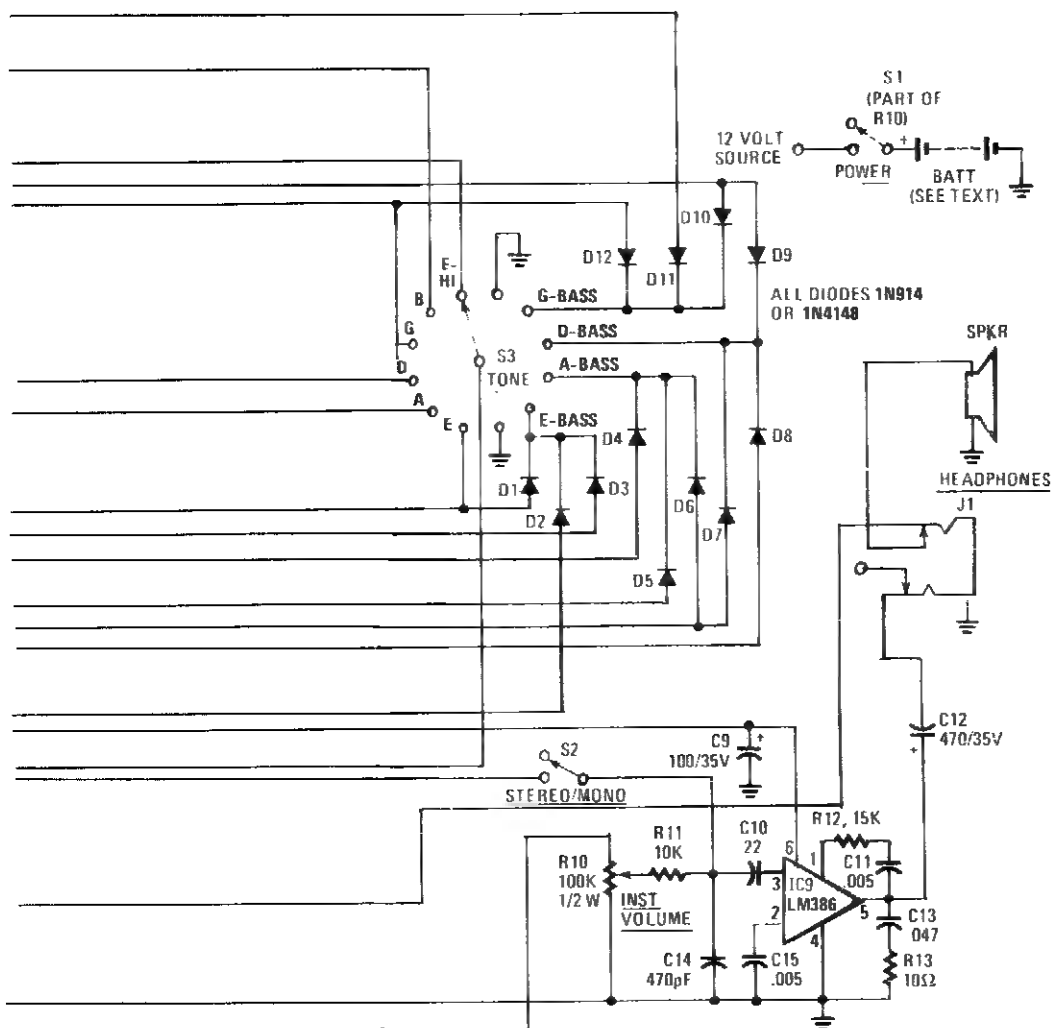 S1
(PART OF
R10)
12 VOLT
SOURCE
+
POWER
BATT
(SEE TEXT)
D10
D12
D11
D9
E-
HI
B
G-BASS
ALL DIODES 1N914
OR 1N4148
G
D-BASS
SPKR
S3
TONE
D
A-BASS
A
E-BASS
E
D4
D8
D1
D3
D6
HEADPHONES
D2
D7
J1
D5
C12
470/35V
+
S2
C9
100/35V
+
STEREO/MONO
R12, 15K
R11
10K
C10
22
6
1
C11
.005
R10
100K
1/2 W
3
IC9
LM386
INST
VOLUME
2
5
4
C13
047
C14
470pF
C15
.005
R13
10Ω